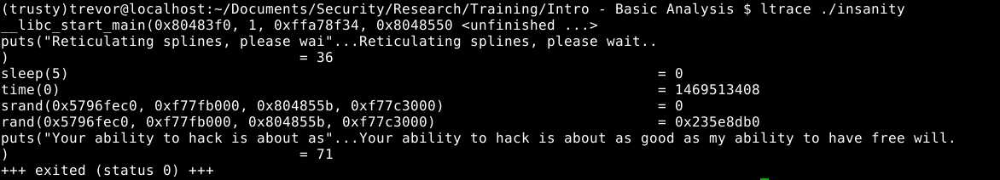 (trusty)trevor@localhost:~/Documents/Security/Research/Training/Intro - Basic Analysis $ ltrace ./insanity
__libc_start_main(0x80483f0, 1, 0xffa78f34, 0x8048550 <unfinished ...>
puts("Reticulating splines, please wai"...Reticulating splines, please wait..
) = 36
sleep(5) = 0
time(0) = 1469513408
srand(0x5796fec0, 0xf77fb000, 0x804855b, 0xf77c3000) = 0
rand(0x5796fec0, 0xf77fb000, 0x804855b, 0xf77c3000) = 0x235e8db0
puts("Your ability to hack is about as"...Your ability to hack is about as good as my ability to have free will.
) = 71
+++ exited (status 0) +++